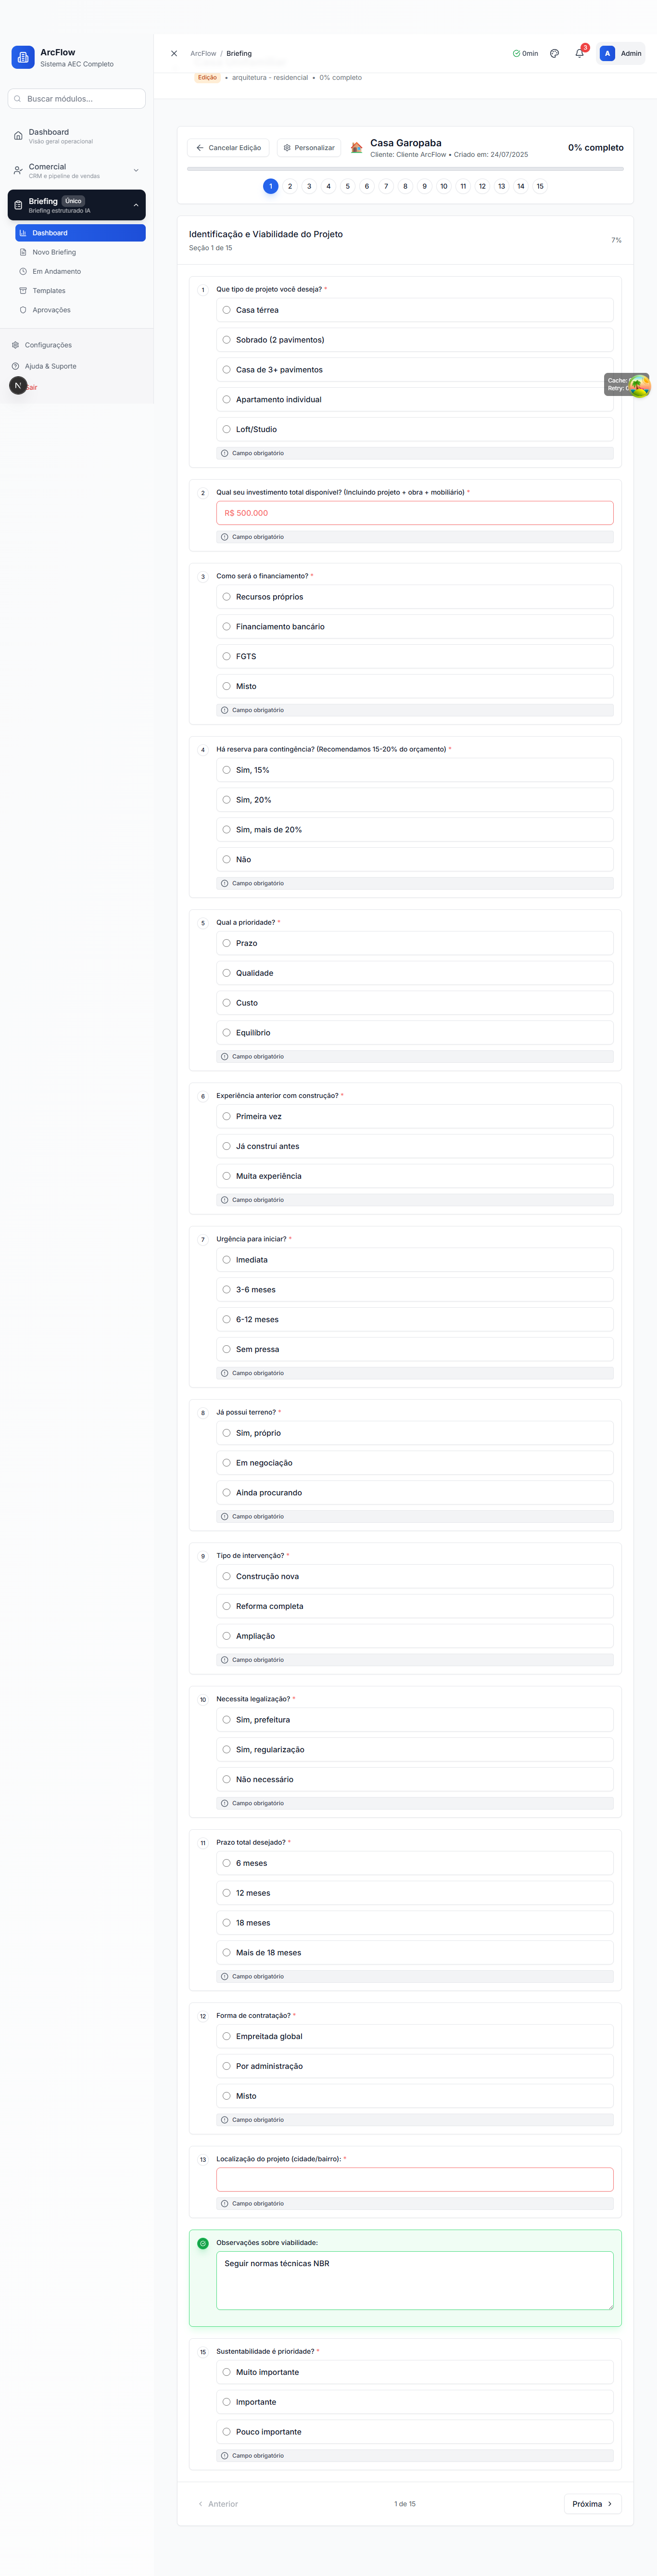 ArcFlow
Sistema AEC Completo
Buscar módulos...
Dashboard
Visão geral operacional
Comercial
CRM e pipeline de vendas
Briefing Único
Briefing estruturado IA
Dashboard
Novo Briefing
Em Andamento
Templates
Aprovações
Configurações
Ajuda & Suporte
N
Sair
ArcFlow / Briefing
0min
3
A Admin
Edição • arquitetura - residencial • 0% completo
Cancelar Edição
Personalizar
Casa Garopaba
Cliente: Cliente ArcFlow • Criado em: 24/07/2025
0% completo
1 2 3 4 5 6 7 8 9 10 11 12 13 14 15
Identificação e Viabilidade do Projeto
Seção 1 de 15
7%
Cache:
Retry:
1 Que tipo de projeto você deseja? *
Casa térrea
Sobrado (2 pavimentos)
Casa de 3+ pavimentos
Apartamento individual
Loft/Studio
Campo obrigatório
2 Qual seu investimento total disponível? (Incluindo projeto + obra + mobiliário) *
R$ 500.000
Campo obrigatório
3 Como será o financiamento? *
Recursos próprios
Financiamento bancário
FGTS
Misto
Campo obrigatório
4 Há reserva para contingência? (Recomendamos 15-20% do orçamento) *
Sim, 15%
Sim, 20%
Sim, mais de 20%
Não
Campo obrigatório
5 Qual a prioridade? *
Prazo
Qualidade
Custo
Equilíbrio
Campo obrigatório
6 Experiência anterior com construção? *
Primeira vez
Já construí antes
Muita experiência
Campo obrigatório
7 Urgência para iniciar? *
Imediata
3-6 meses
6-12 meses
Sem pressa
Campo obrigatório
8 Já possui terreno? *
Sim, próprio
Em negociação
Ainda procurando
Campo obrigatório
9 Tipo de intervenção? *
Construção nova
Reforma completa
Ampliação
Campo obrigatório
10 Necessita legalização? *
Sim, prefeitura
Sim, regularização
Não necessário
Campo obrigatório
11 Prazo total desejado? *
6 meses
12 meses
18 meses
Mais de 18 meses
Campo obrigatório
12 Forma de contratação? *
Empreitada global
Por administração
Misto
Campo obrigatório
13 Localização do projeto (cidade/bairro): *
Campo obrigatório
Observações sobre viabilidade:
Seguir normas técnicas NBR
15 Sustentabilidade é prioridade? *
Muito importante
Importante
Pouco importante
Campo obrigatório
Anterior
1 de 15
Próxima